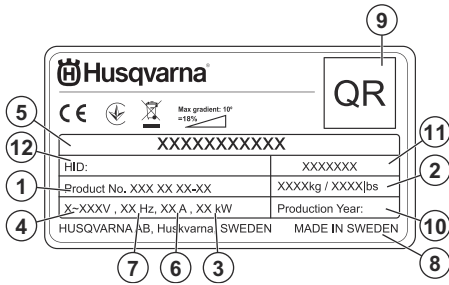 9
Husqvarna
QR
CE
Max gradient: 10°
=18%
5
XXXXXXXXXXX
11
12
HID:
XXXXXXX
1
Product No. XXX XX XX-XX
XXXXkg / XXXX lbs
2
4
X~XXXV , XX Hz, XX A , XX kW
Production Year:
10
HUSQVARNA AB, Huskvarna, SWEDEN
MADE IN SWEDEN
7
6
3
8